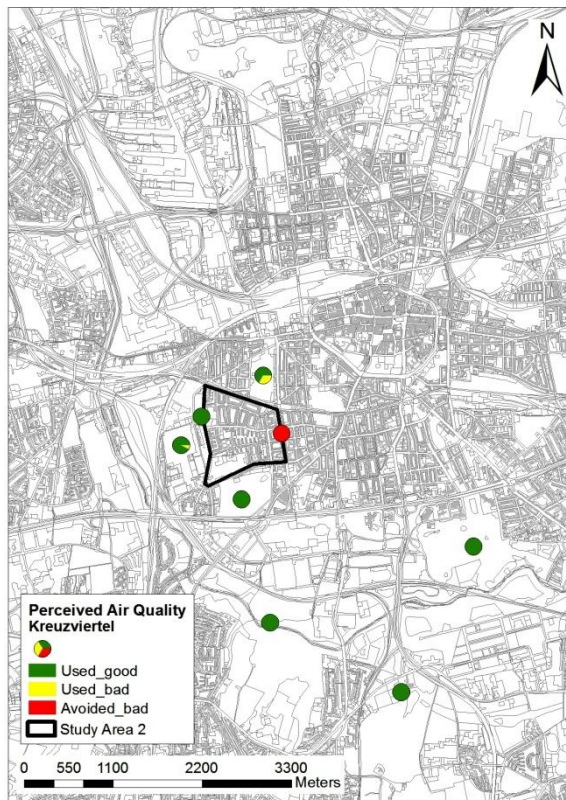 N
Perceived Air Quality
Kreuzviertel
Used_good
Used_bad
Avoided_bad
Study Area 2
0 550 1100 2200 3300
Meters